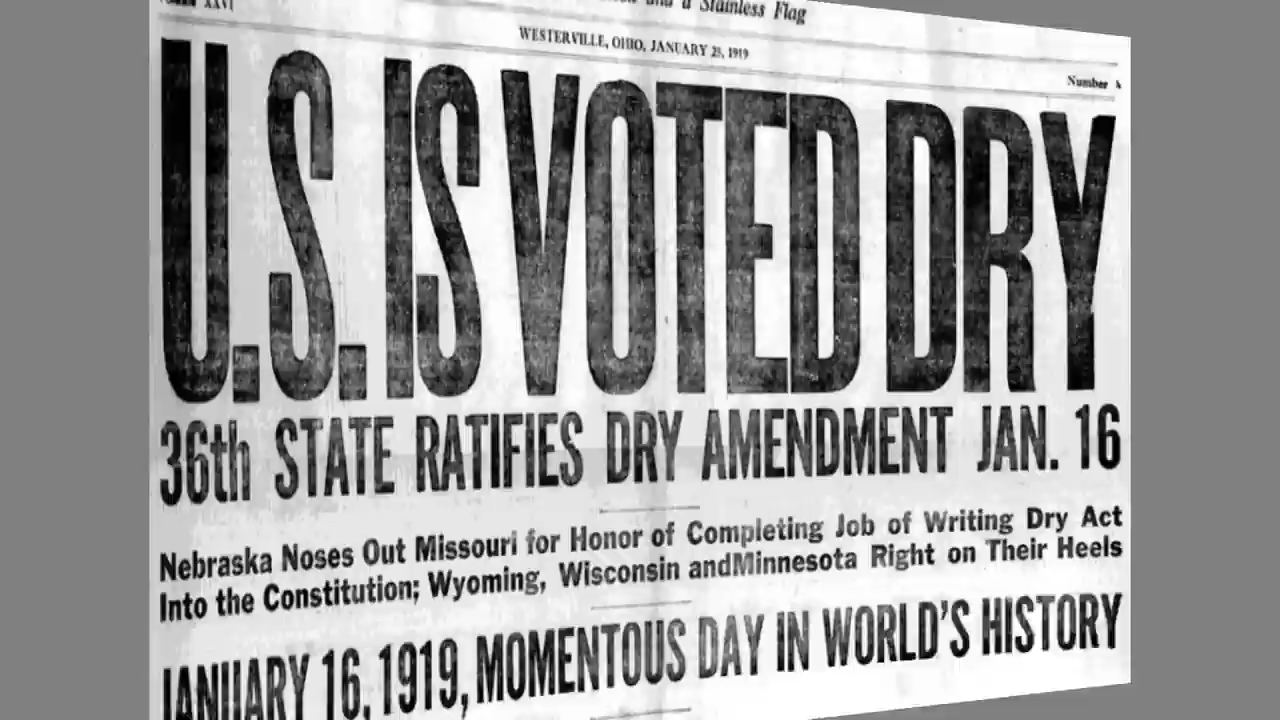 XXVI and a Stainless Flag
WESTERVILLE, OHIO, JANUARY 25, 1919
Number
U.S. IS VOTED DRY
36th STATE RATIFIES DRY AMENDMENT JAN. 16
Nebraska Noses Out Missouri for Honor of Completing Job of Writing Dry Act
Into the Constitution; Wyoming, Wisconsin andMinnesota Right on Their Heels
JANUARY 16, 1919, MOMENTOUS DAY IN WORLD'S HISTORY